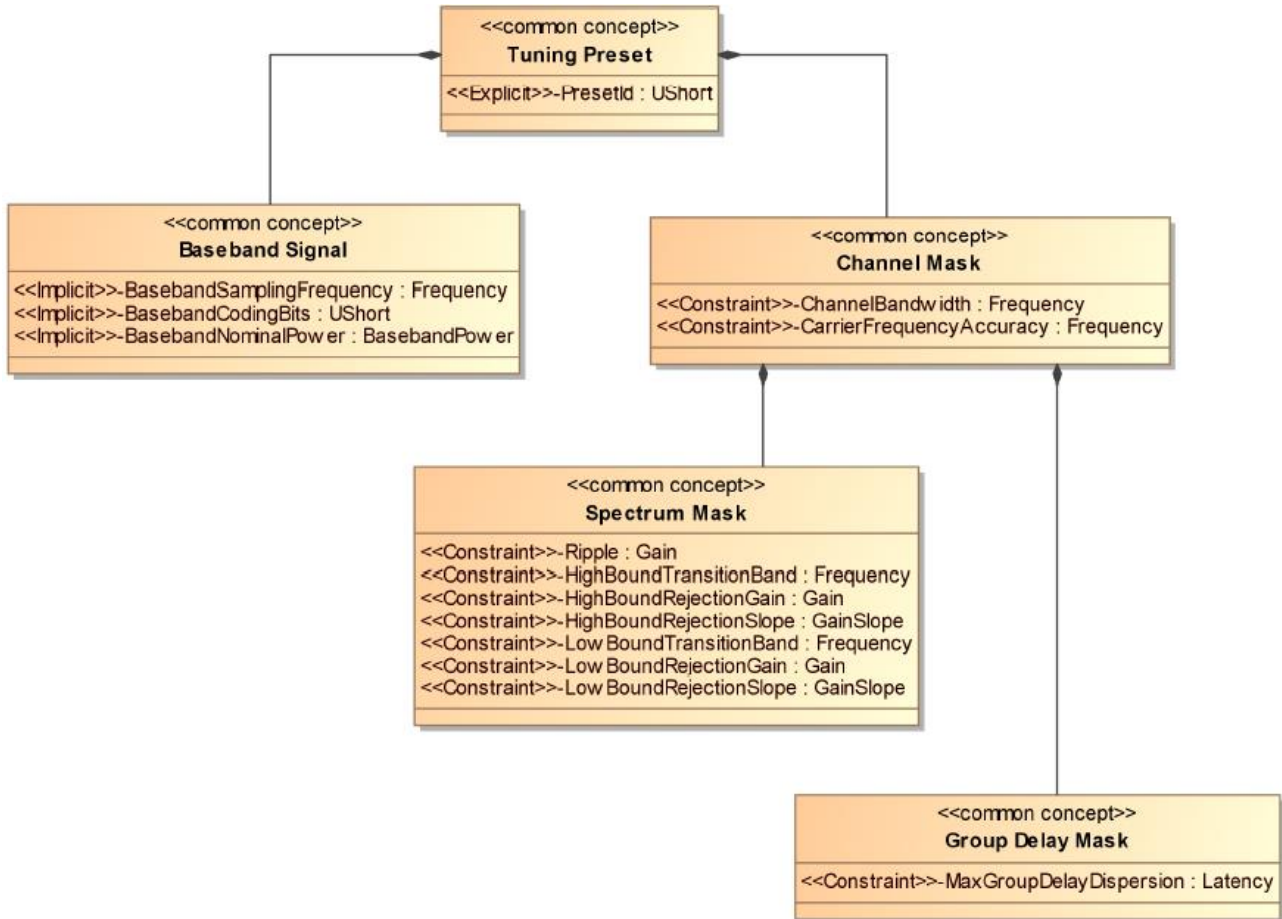 <<common concept>>
Tuning Preset
<<Explicit>>-PresetId : UShort
<<common concept>>
Baseband Signal
<<Implicit>>-BasebandSamplingFrequency : Frequency
<<Implicit>>-BasebandCodingBits : UShort
<<Implicit>>-BasebandNominalPower : BasebandPower
<<common concept>>
Channel Mask
<<Constraint>>-ChannelBandwidth : Frequency
<<Constraint>>-CarrierFrequencyAccuracy : Frequency
<<common concept>>
Spectrum Mask
<<Constraint>>-Ripple : Gain
<<Constraint>>-HighBoundTransitionBand : Frequency
<<Constraint>>-HighBoundRejectionGain : Gain
<<Constraint>>-HighBoundRejectionSlope : GainSlope
<<Constraint>>-LowBoundTransitionBand : Frequency
<<Constraint>>-LowBoundRejectionGain : Gain
<<Constraint>>-LowBoundRejectionSlope : GainSlope
<<common concept>>
Group Delay Mask
<<Constraint>>-MaxGroupDelayDispersion : Latency